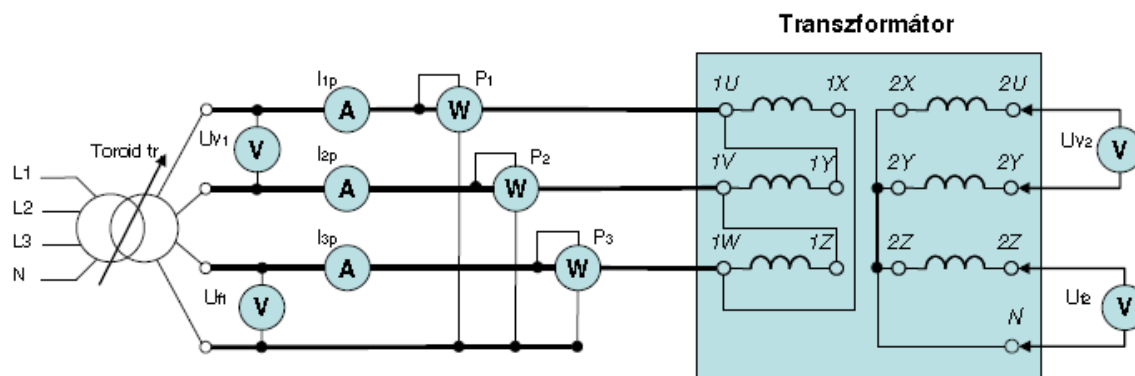 Transzformátor
I1p A P1 W
1U 1X 2X 2U
Uv1 V
Uv2 V
Toroid tr.
I2p A P2 W
1V 1Y 2Y 2Y
L1
L2
L3
N
I3p A P3 W
1W 1Z 2Z 2Z
Uf1 V
Uf2 V
N